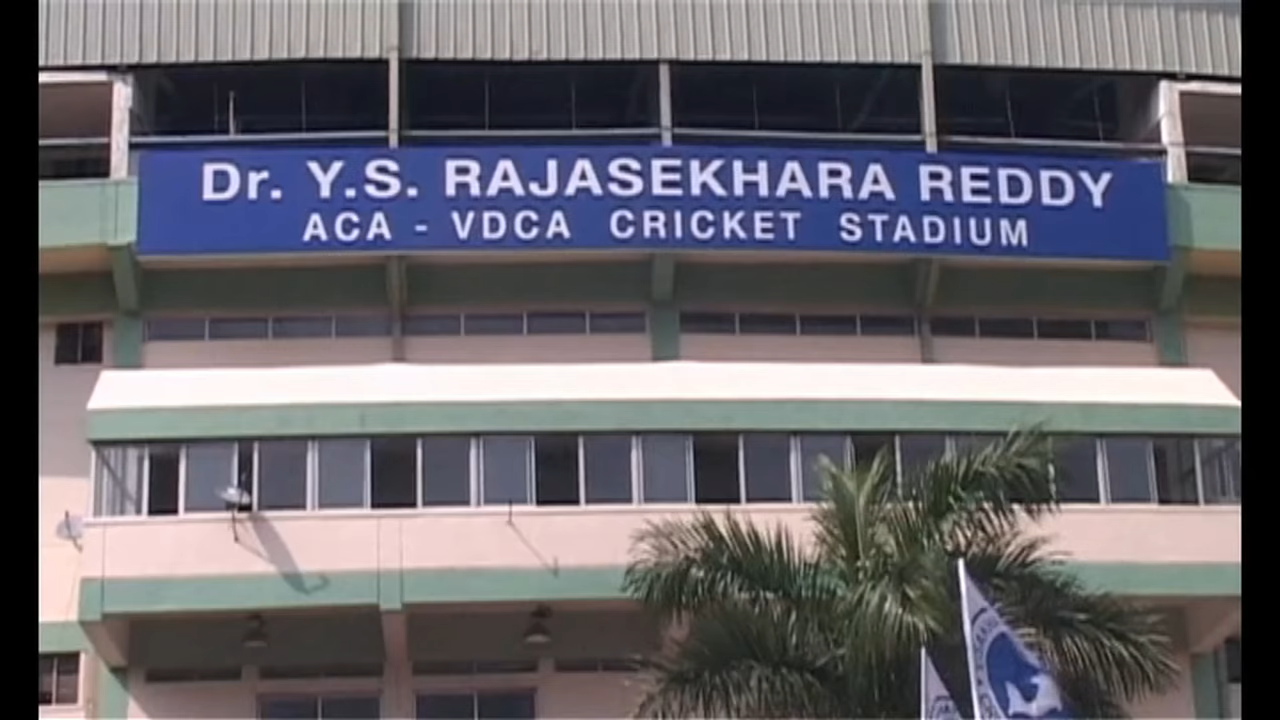 Dr. Y.S. RAJASEKHARA REDDY
ACA - VDCA CRICKET STADIUM